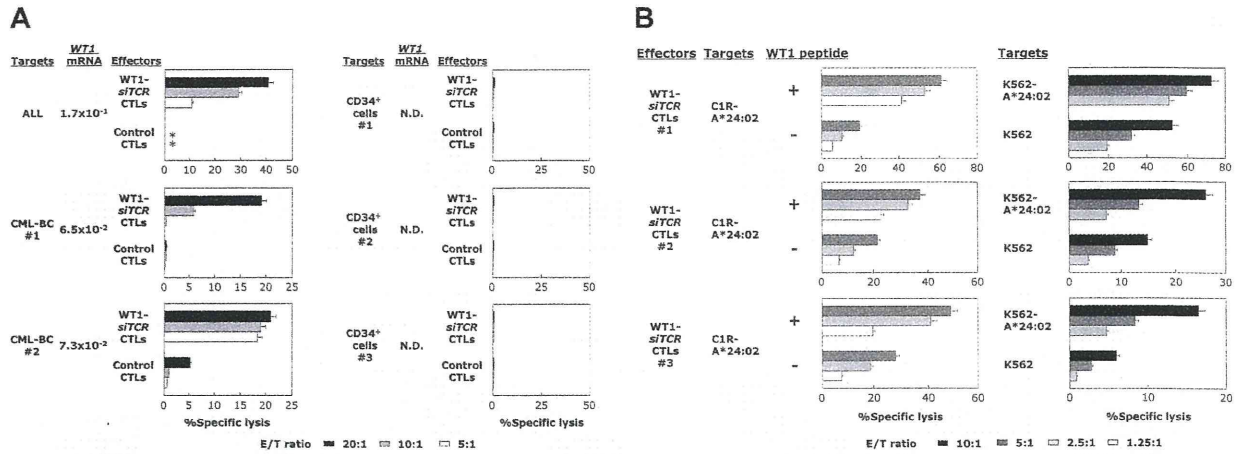 A
Targets WT1 mRNA Effectors
ALL 1.7x10⁻¹
WT1-
siTCR
CTLs
Control
CTLs
*
*
0 10 20 30 40 50
CML-BC
#1
6.5x10⁻²
WT1-
siTCR
CTLs
Control
CTLs
0 5 10 15 20 25
CML-BC
#2
7.3x10⁻²
WT1-
siTCR
CTLs
Control
CTLs
0 5 10 15 20 25
%Specific lysis
Targets WT1 mRNA Effectors
CD34⁺
cells
#1
N.D.
WT1-
siTCR
CTLs
Control
CTLs
0 25 50
CD34⁺
cells
#2
N.D.
WT1-
siTCR
CTLs
Control
CTLs
0 25 50
CD34⁺
cells
#3
N.D.
WT1-
siTCR
CTLs
Control
CTLs
0 25 50
%Specific lysis
E/T ratio 20:1 10:1 5:1
B
Effectors Targets WT1 peptide
WT1-
siTCR
CTLs
#1
C1R-
A*24:02
+
-
0 20 40 60 80
WT1-
siTCR
CTLs
#2
C1R-
A*24:02
+
-
0 20 40 60
WT1-
siTCR
CTLs
#3
C1R-
A*24:02
+
-
0 20 40 60
%Specific lysis
Targets
K562-
A*24:02
K562
0 20 40 60 80
K562-
A*24:02
K562
0 10 20 30
K562-
A*24:02
K562
0 10 20
%Specific lysis
E/T ratio 10:1 5:1 2.5:1 1.25:1